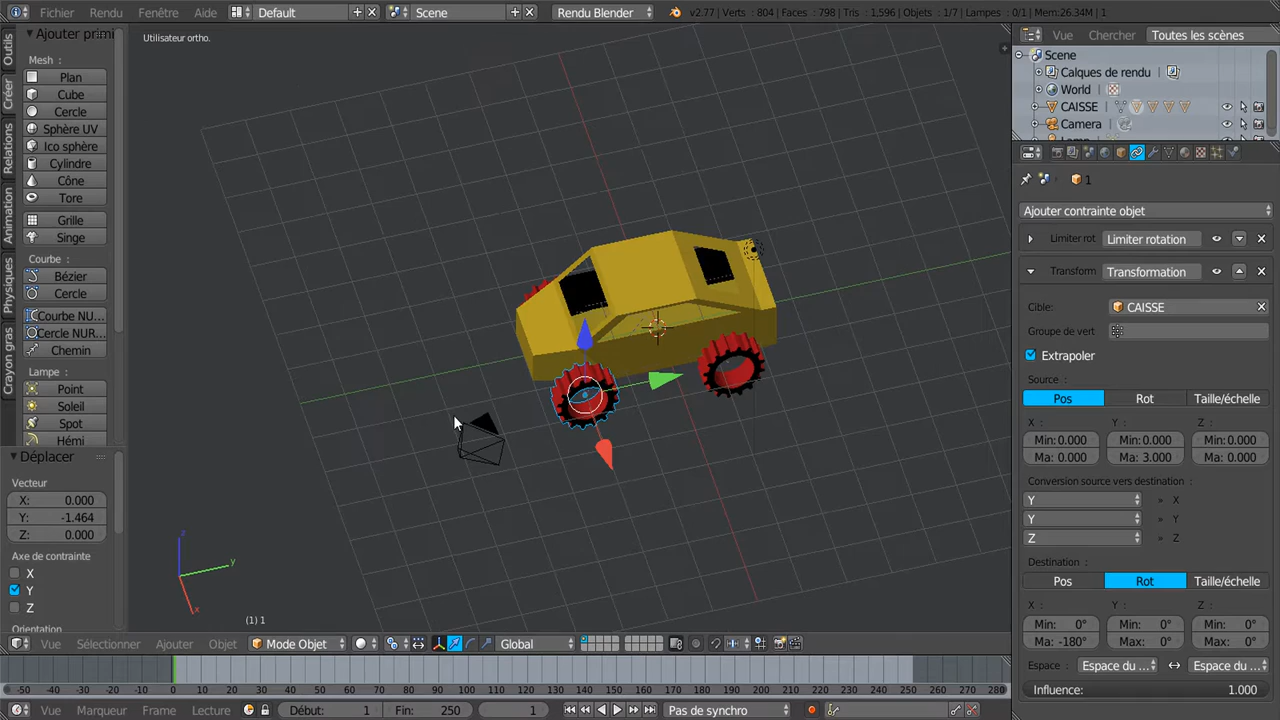 Fichier Rendu Fenêtre Aide Default Scene Rendu Blender v2.77 | Verts : 804 | Faces : 798 | Tris : 1,596 | Objects : 1/7 | Lampes : 0/1 | Mem:26.34M | 1
Ajouter primi
Utilisateur ortho.
Vue Chercher Toutes les scènes
Outils
Créer
Relations
Animation
Physiques
Crayon gras
Mesh :
Plan
Cube
Cercle
Sphère UV
Ico sphère
Cylindre
Cône
Tore
Grille
Singe
Courbe :
Bézier
Cercle
Courbe NU...
Cercle NUR...
Chemin
Lampe :
Point
Soleil
Spot
Hémi
Déplacer
Vecteur
X: 0.000
Y: -1.464
Z: 0.000
Axe de contrainte
X
Y
Z
Orientation
z
y
x
(1) 1
Scene
Calques de rendu
World
CAISSE
Camera
1
Ajouter contrainte objet
Limiter rot Limiter rotation
Transform Transformation
Cible: CAISSE
Groupe de vert
Extrapoler
Source :
Pos Rot Taille/échelle
X : Y : Z :
Min: 0.000 Min: 0.000 Min: 0.000
Ma: 0.000 Ma: 3.000 Ma: 0.000
Conversion source vers destination :
Y » X
Y » Y
Z » Z
Destination :
Pos Rot Taille/échelle
X : Y : Z :
Min: 0° Min: 0° Min: 0°
Ma: -180° Max: 0° Max: 0°
Espace : Espace du ... Espace du ...
Influence: 1.000
Vue Sélectionner Ajouter Objet Mode Objet Global
-50 -40 -30 -20 -10 0 10 20 30 40 50 60 70 80 90 100 110 120 130 140 150 160 170 180 190 200 210 220 230 240 250 260 270 280
Vue Marqueur Frame Lecture Début: 1 Fin: 250 1 Pas de synchro